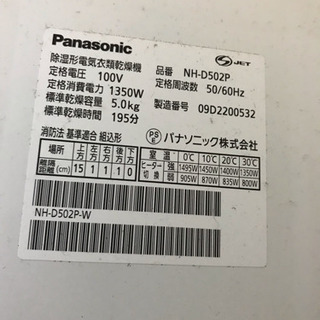 Panasonic
S JET
除湿形電気衣類乾燥機
品番 NH-D502P
定格電圧 100V
定格周波数 50/60Hz
定格消費電力 1350W
標準乾燥容量 5.0kg
製造番号 09D2200532
標準乾燥時間 195分
消防法 基準適合 組込形
PSE パナソニック株式会社
場所 上方 左方 右方 後方 下方
離隔距離(cm) 15 1 1 1 0
室温 0℃ 10℃ 20℃ 30℃
ヒーター切換 強 1495W 1450W 1400W 1350W
弱 905W 870W 835W 800W
NH-D502P-W